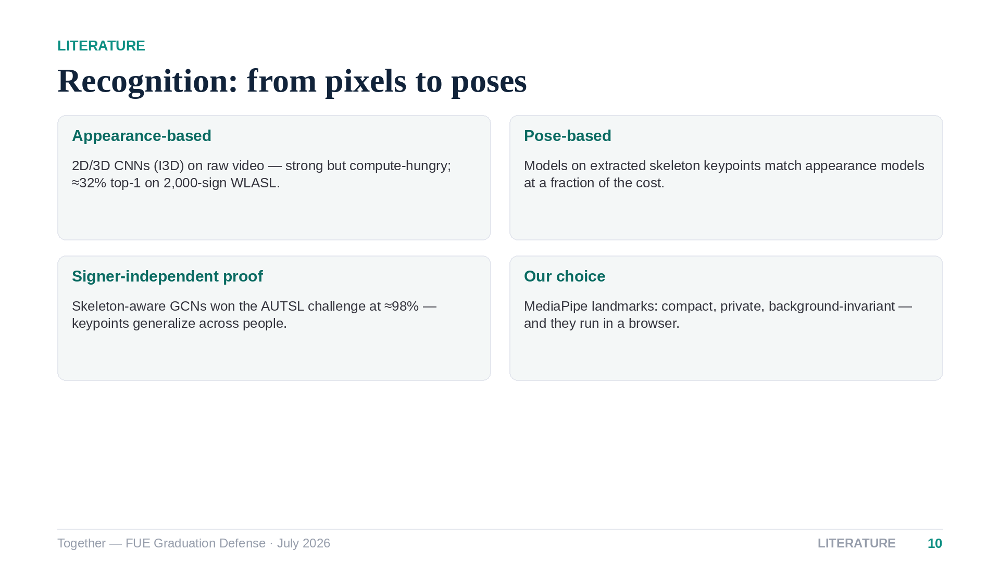 LITERATURE
Recognition: from pixels to poses
Appearance-based
2D/3D CNNs (I3D) on raw video — strong but compute-hungry;
≈32% top-1 on 2,000-sign WLASL.
Pose-based
Models on extracted skeleton keypoints match appearance models
at a fraction of the cost.
Signer-independent proof
Skeleton-aware GCNs won the AUTSL challenge at ≈98% —
keypoints generalize across people.
Our choice
MediaPipe landmarks: compact, private, background-invariant —
and they run in a browser.
Together — FUE Graduation Defense · July 2026
LITERATURE
10